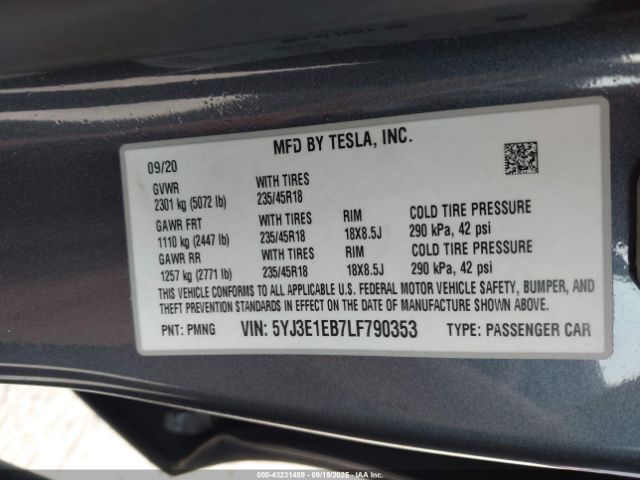 MFD BY TESLA, INC.
09/20
GVWR
2301 kg (5072 lb)
WITH TIRES
235/45R18
GAWR FRT
1110 kg (2447 lb)
WITH TIRES
235/45R18
RIM
18X8.5J
COLD TIRE PRESSURE
290 kPa, 42 psi
GAWR RR
1257 kg (2771 lb)
WITH TIRES
235/45R18
RIM
18X8.5J
COLD TIRE PRESSURE
290 kPa, 42 psi
THIS VEHICLE CONFORMS TO ALL APPLICABLE U.S. FEDERAL MOTOR VEHICLE SAFETY, BUMPER, AND
THEFT PREVENTION STANDARDS IN EFFECT ON THE DATE OF MANUFACTURE SHOWN ABOVE.
PNT: PMNG VIN: 5YJ3E1EB7LF790353 TYPE: PASSENGER CAR
000-43231489 - 09/19/2025 - IAAI.COM